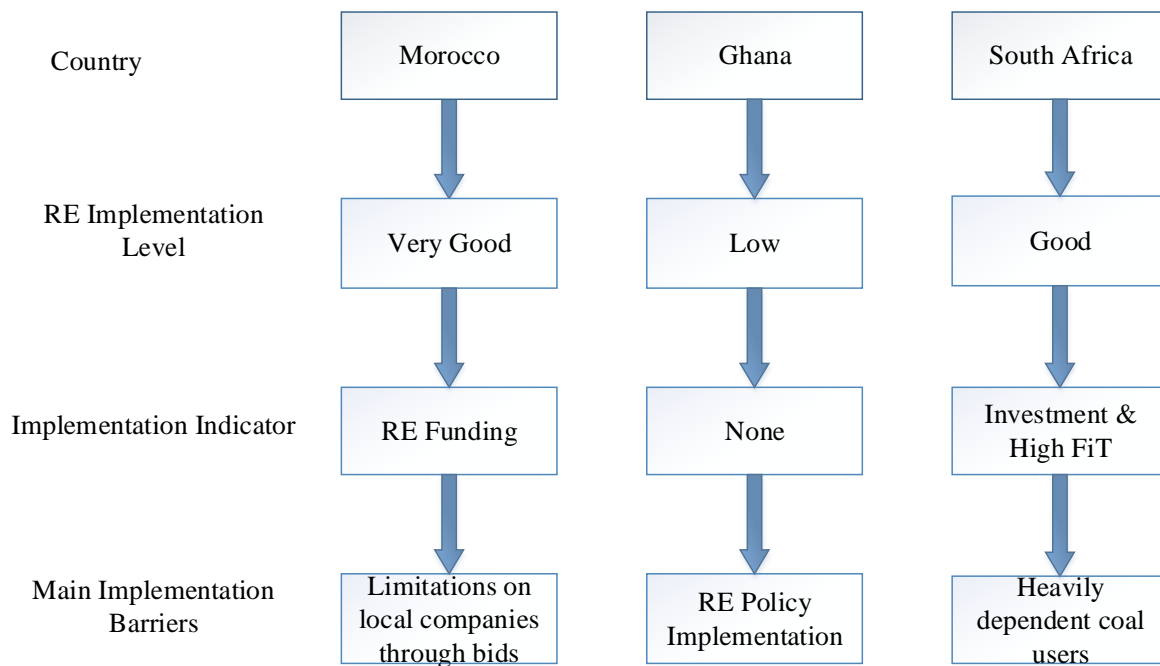 Country
Morocco
Ghana
South Africa
RE Implementation
Level
Very Good
Low
Good
Implementation Indicator
RE Funding
None
Investment &
High FiT
Main Implementation
Barriers
Limitations on
local companies
through bids
RE Policy
Implementation
Heavily
dependent coal
users